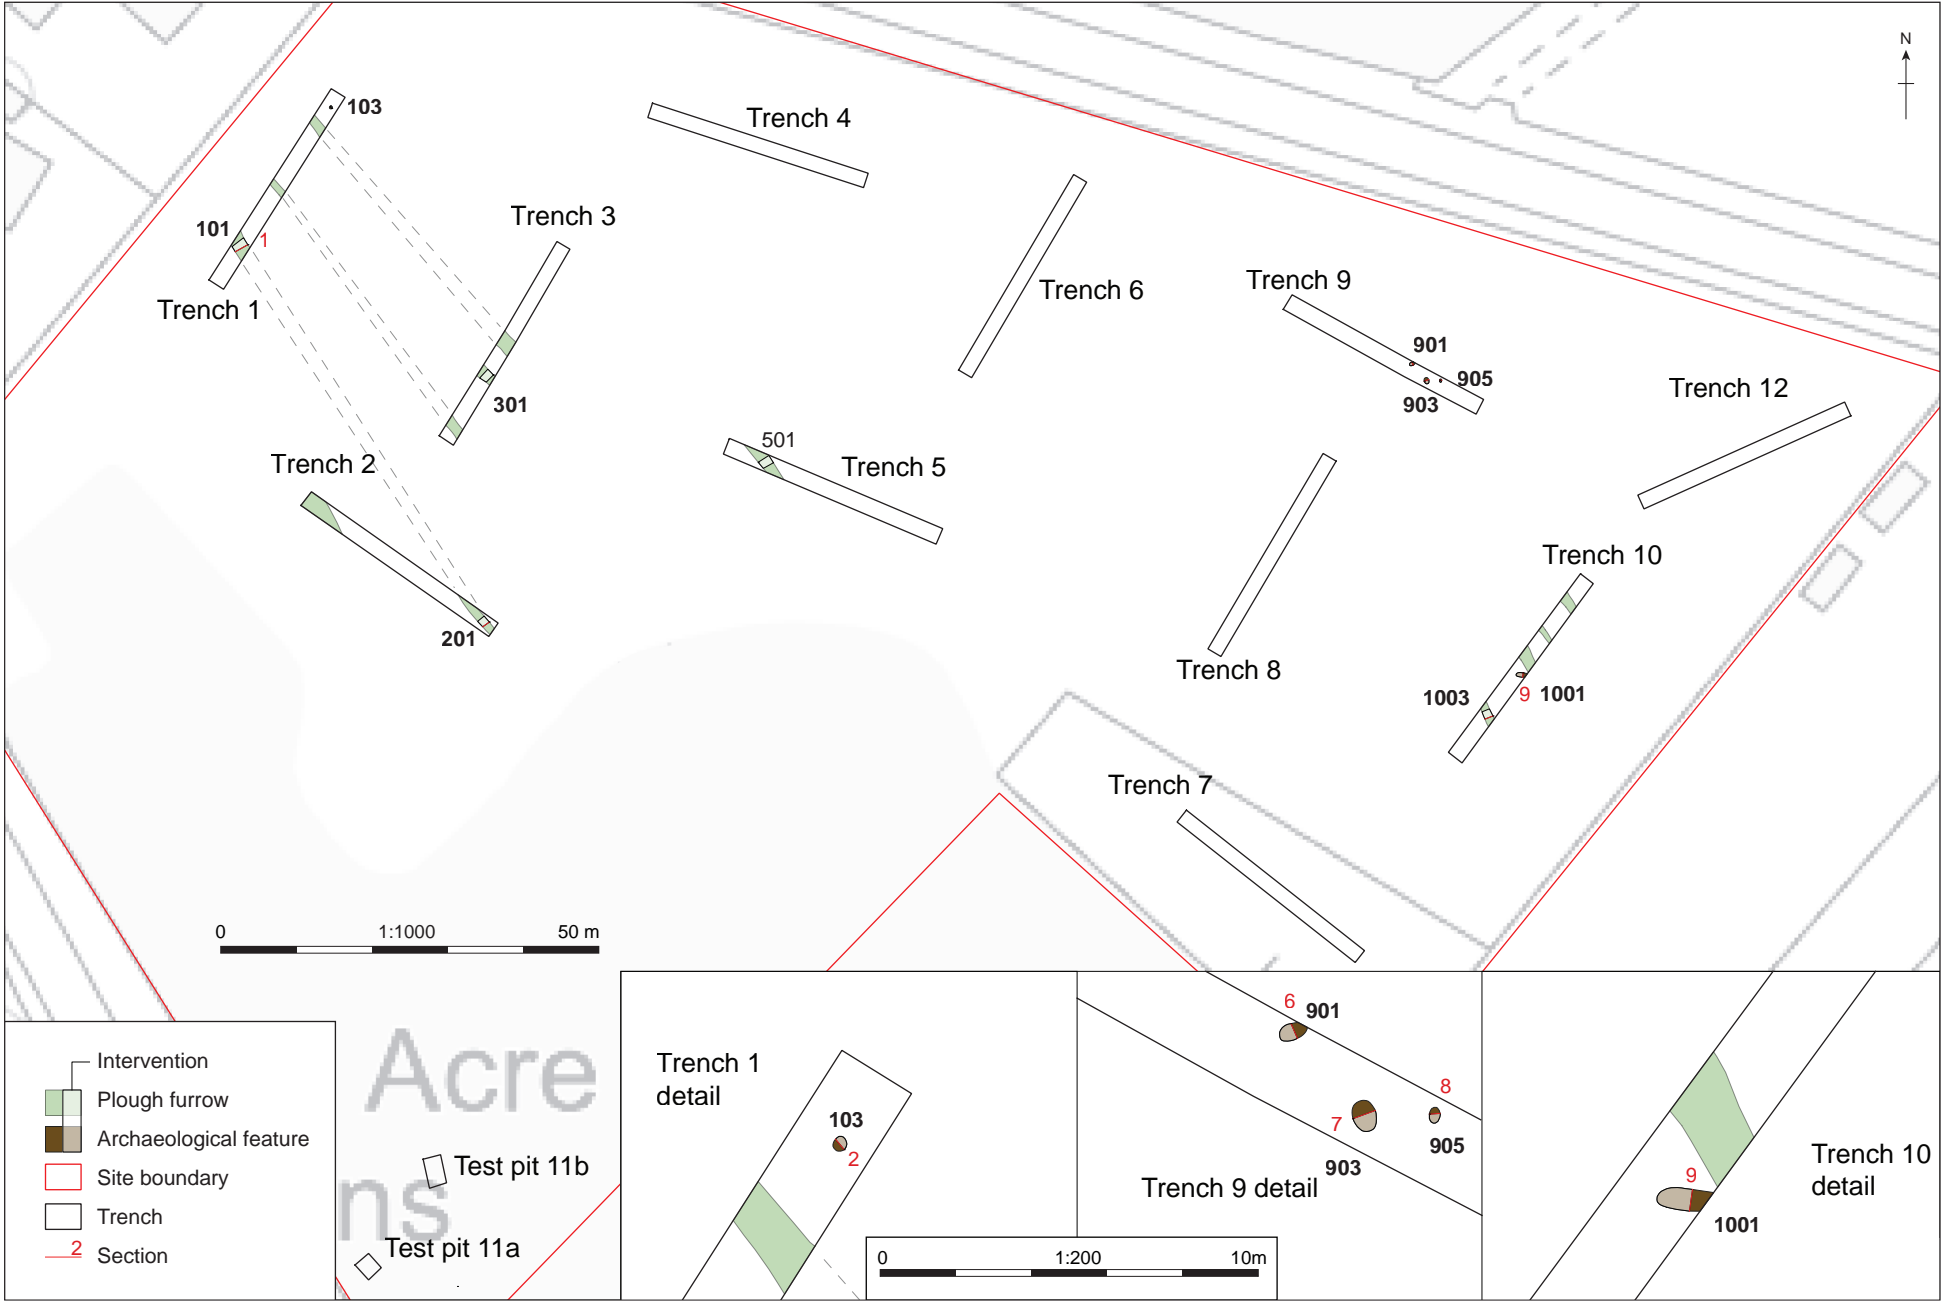 N
103
Trench 4
Trench 3
101
1
Trench 1
Trench 6
Trench 9
901
905
903
Trench 12
301
501
Trench 5
Trench 2
201
Trench 10
Trench 8
1003
9
1001
Trench 7
0
1:1000
50 m
Intervention
Plough furrow
Archaeological feature
Site boundary
Trench
2
Section
Acre
ns
Test pit 11b
Test pit 11a
Trench 1
detail
103
2
6
901
8
7
905
903
Trench 9 detail
9
1001
Trench 10
detail
0
1:200
10m